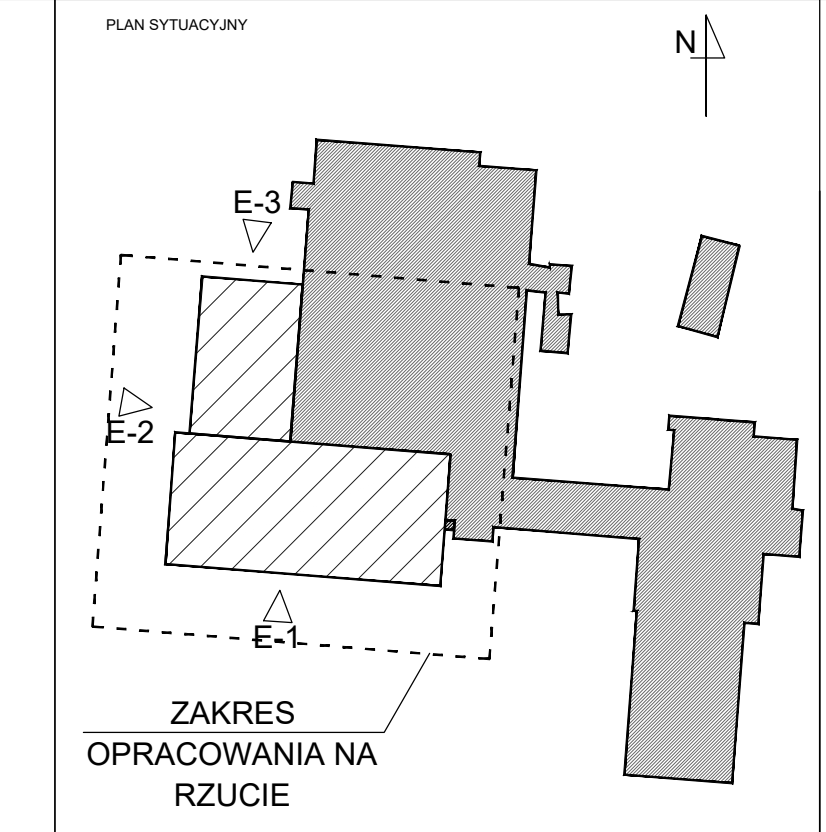 PLAN SYTUACYJNY
N
E-3
E-2
E-1
ZAKRES
OPRACOWANIA NA
RZUCIE